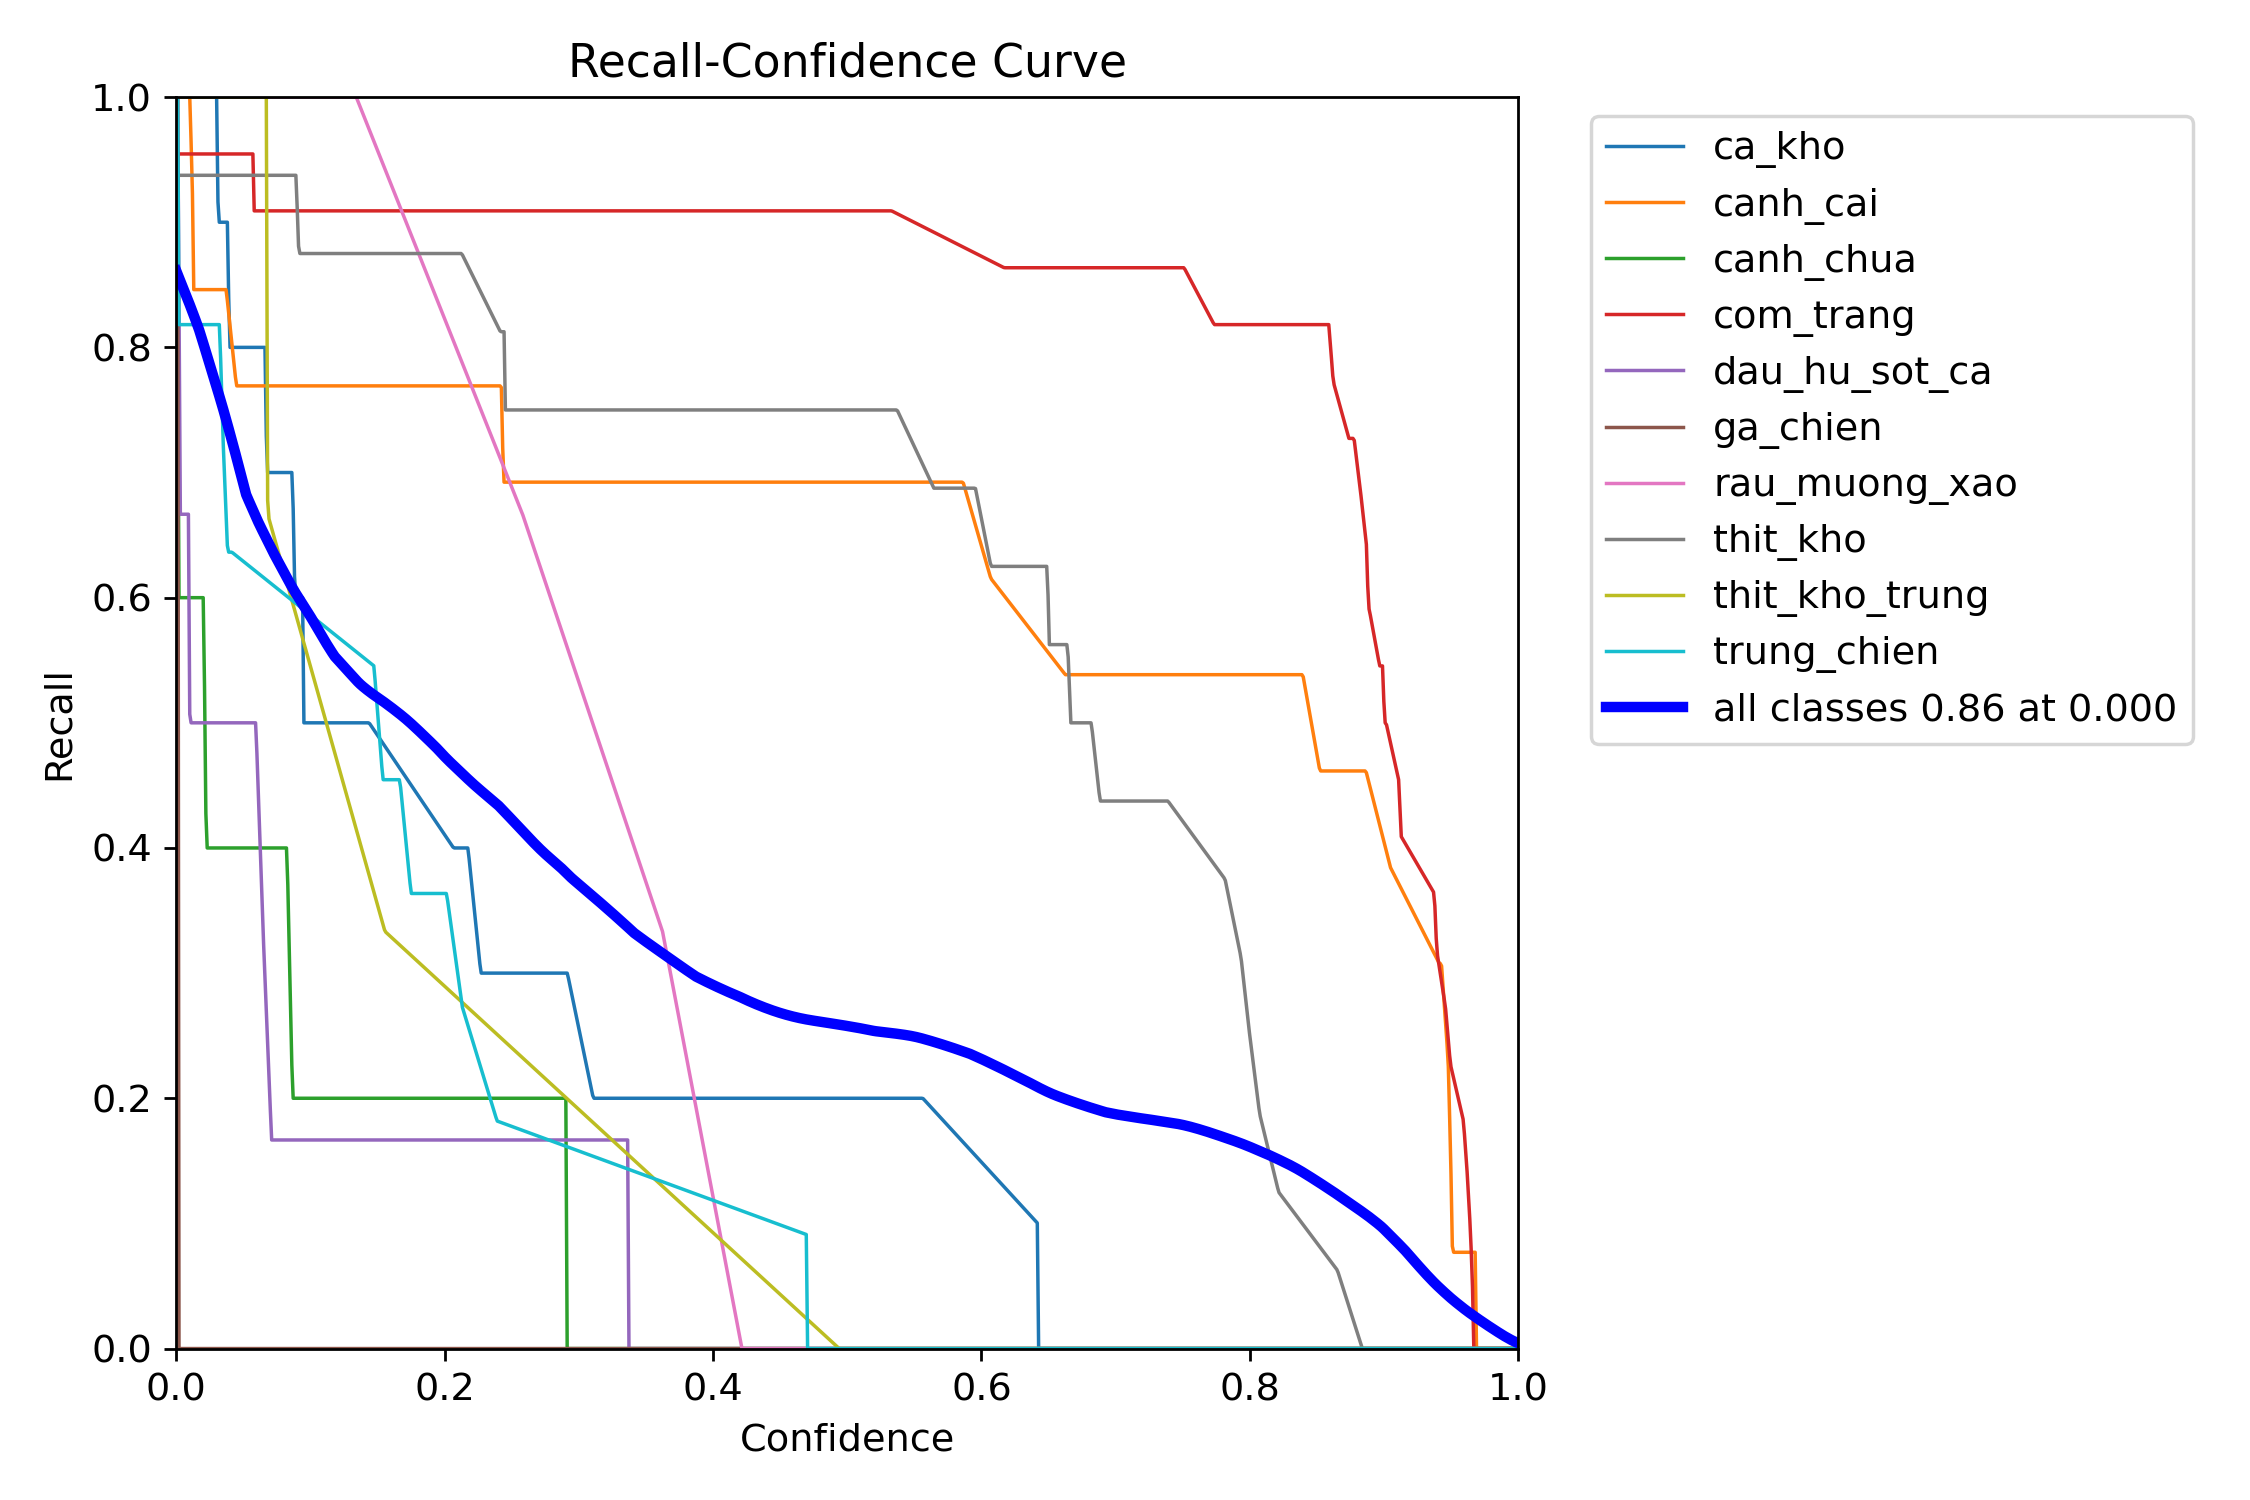 Recall-Confidence Curve
1.0
0.8
0.6
0.4
0.2
0.0
Recall
0.0 0.2 0.4 0.6 0.8 1.0
Confidence
ca_kho
canh_cai
canh_chua
com_trang
dau_hu_sot_ca
ga_chien
rau_muong_xao
thit_kho
thit_kho_trung
trung_chien
all classes 0.86 at 0.000